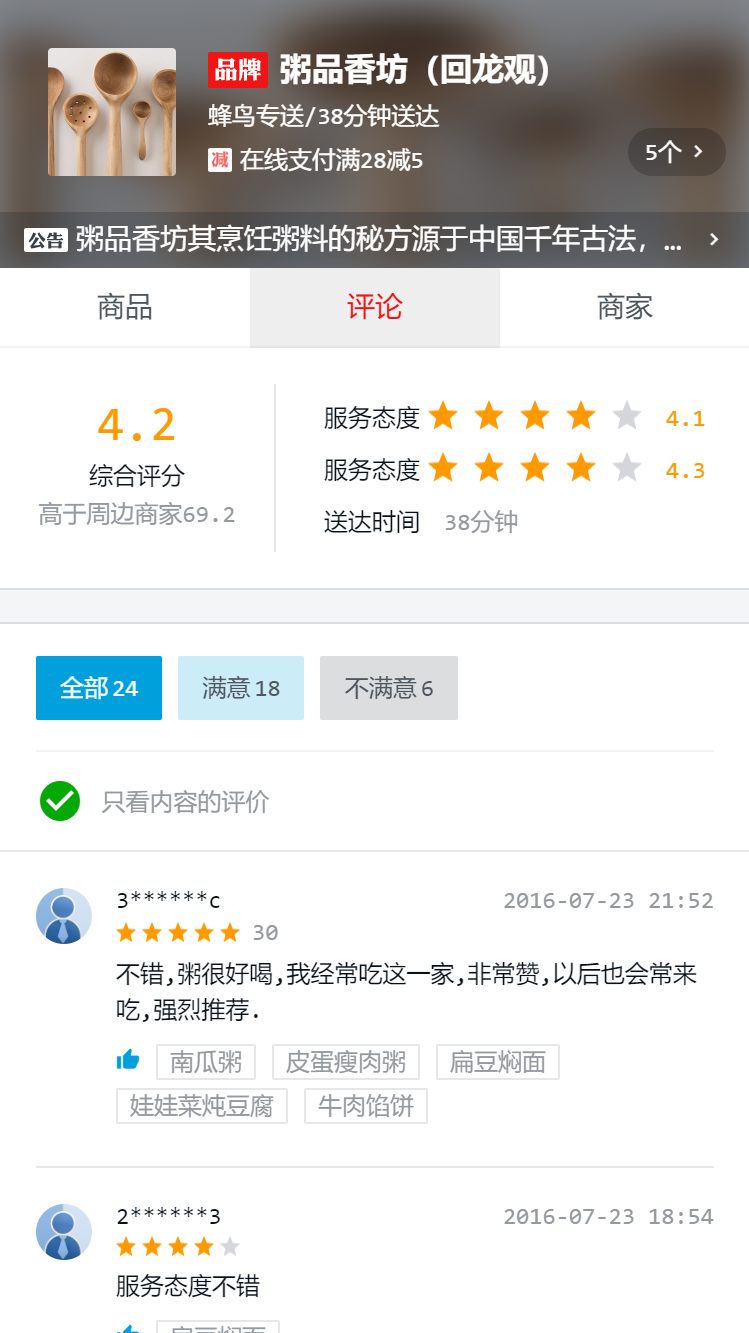 品牌 粥品香坊（回龙观）
蜂鸟专送/38分钟送达
减 在线支付满28减5
5个
公告 粥品香坊其烹饪粥料的秘方源于中国千年古法，...
商品 评论 商家
4.2
综合评分
高于周边商家69.2
服务态度 4.1
服务态度 4.3
送达时间 38分钟
全部 24 满意 18 不满意 6
只看内容的评价
3******c 2016-07-23 21:52
30
不错,粥很好喝,我经常吃这一家,非常赞,以后也会常来
吃,强烈推荐.
南瓜粥 皮蛋瘦肉粥 扁豆焖面
娃娃菜炖豆腐 牛肉馅饼
2******3 2016-07-23 18:54
服务态度不错
扁豆焖面